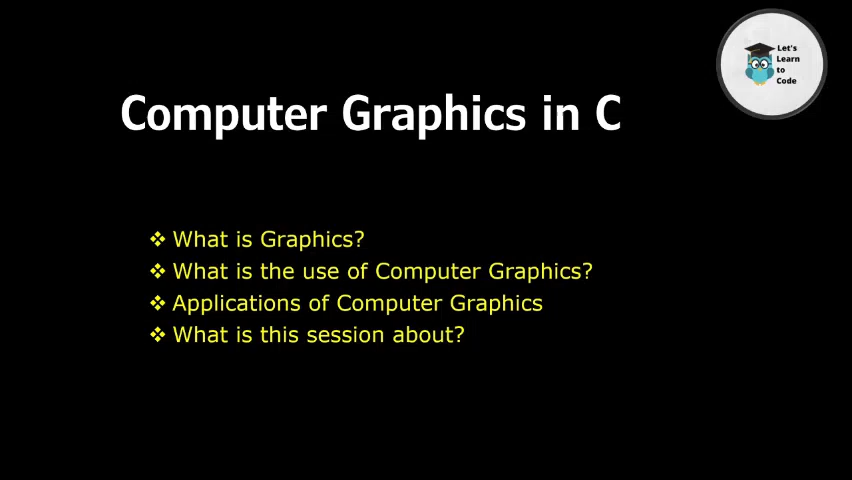 Let's
Learn
to
Code
Computer Graphics in C
❖ What is Graphics?
❖ What is the use of Computer Graphics?
❖ Applications of Computer Graphics
❖ What is this session about?